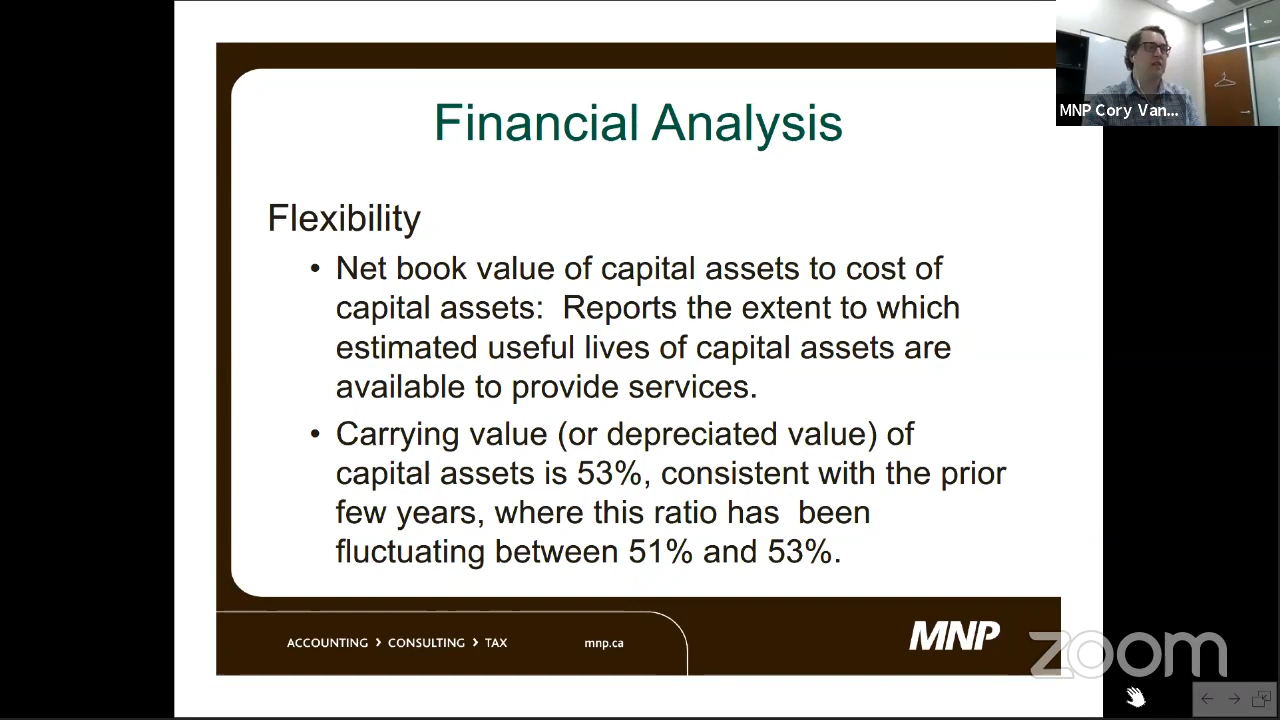 Financial Analysis
Flexibility
• Net book value of capital assets to cost of
capital assets:  Reports the extent to which
estimated useful lives of capital assets are
available to provide services.
• Carrying value (or depreciated value) of
capital assets is 53%, consistent with the prior
few years, where this ratio has  been
fluctuating between 51% and 53%.
ACCOUNTING › CONSULTING › TAX
mnp.ca
MNP
MNP Cory Van...
zoom